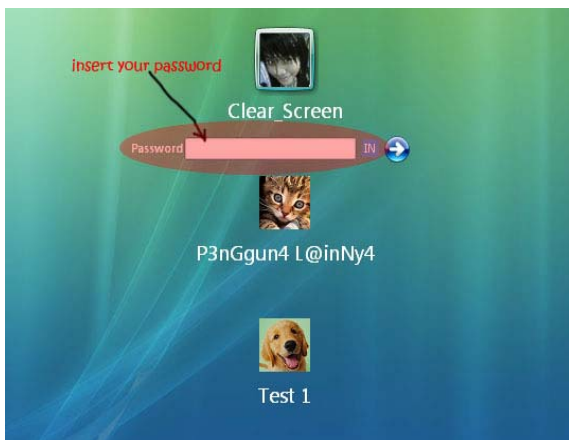 insert your password
Clear_Screen
Password IN
P3nGgun4 L@inNy4
Test 1